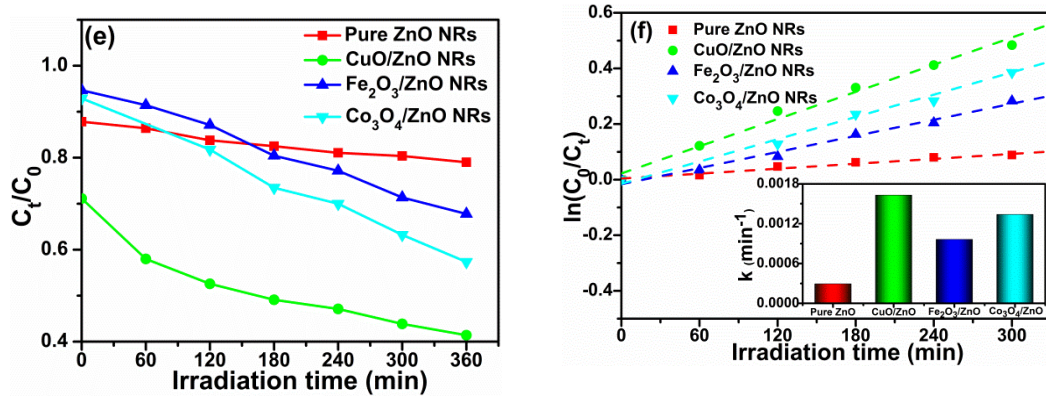 (e)
Pure ZnO NRs
CuO/ZnO NRs
Fe₂O₃/ZnO NRs
Co₃O₄/ZnO NRs
1.0
0.8
0.6
0.4
Cₜ/C₀
0 60 120 180 240 300 360
Irradiation time (min)
(f)
Pure ZnO NRs
CuO/ZnO NRs
Fe₂O₃/ZnO NRs
Co₃O₄/ZnO NRs
0.6
0.4
0.2
0.0
-0.2
-0.4
ln(C₀/Cₜ)
0.0018
0.0012
0.0006
0.0000
k (min⁻¹)
Pure ZnO CuO/ZnO Fe₂O₃/ZnO Co₃O₄/ZnO
0 60 120 180 240 300
Irradiation time (min)